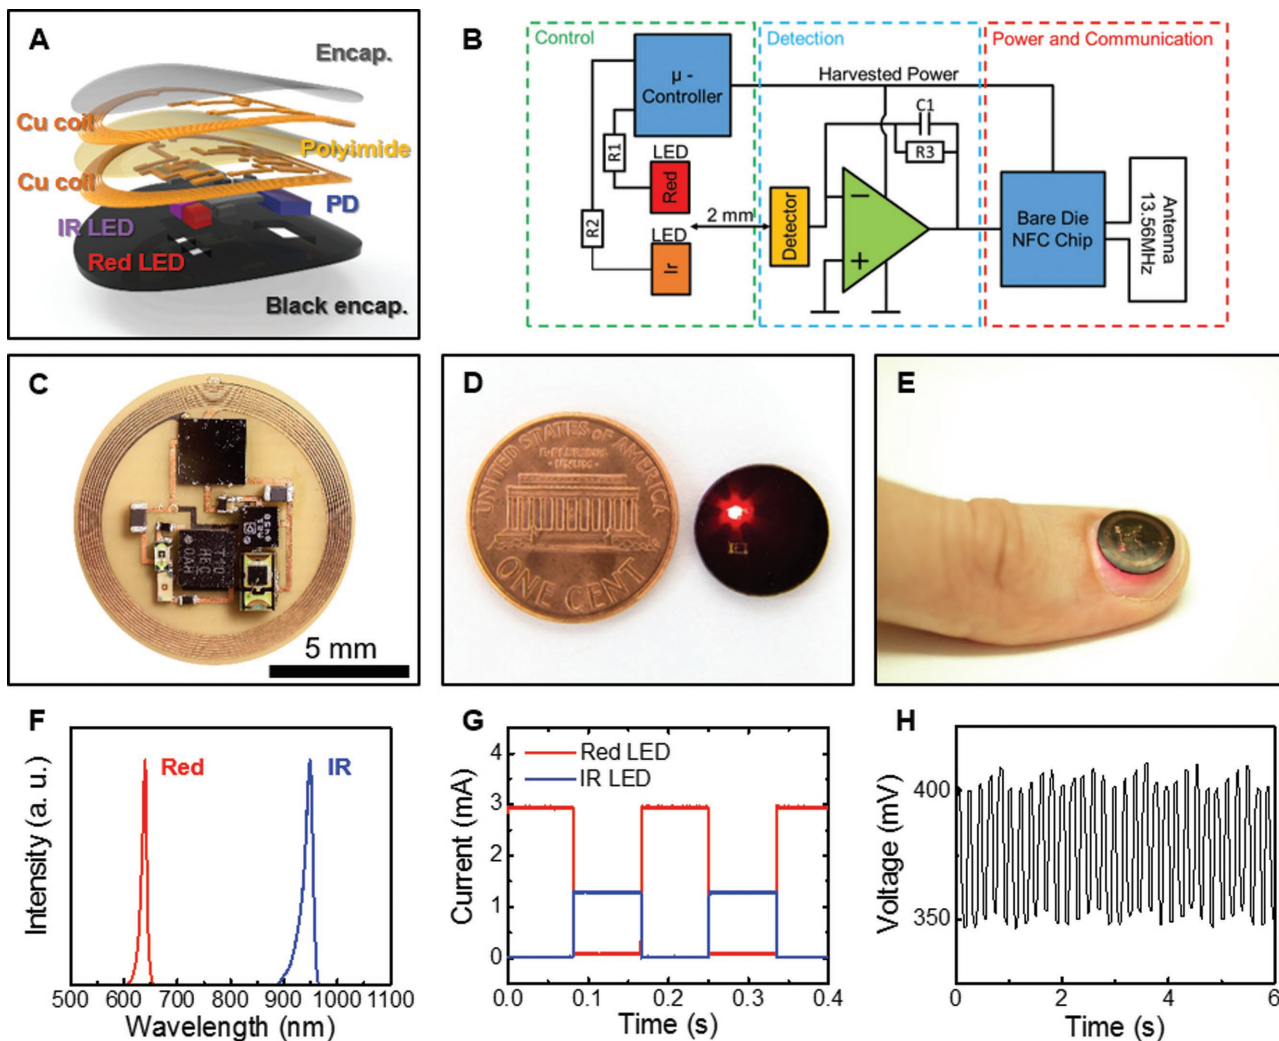 A
Encap.
Cu coil
Polyimide
Cu coil
PD
IR LED
Red LED
Black encap.
B
Control
Detection
Power and Communication
μ -
Controller
Harvested Power
C1
R3
R1
LED
Red
R2
2 mm
LED
Ir
Detector
−
+
Bare Die
NFC Chip
Antenna
13.56MHz
C
5 mm
D
UNITED STATES of AMERICA
E·PLURIBUS
UNUM
ONE CENT
E
F
Red
IR
Intensity (a. u.)
500 600 700 800 900 1000 1100
Wavelength (nm)
G
Red LED
IR LED
Current (mA)
4
3
2
1
0
0.0 0.1 0.2 0.3 0.4
Time (s)
H
Voltage (mV)
400
350
0 2 4 6
Time (s)